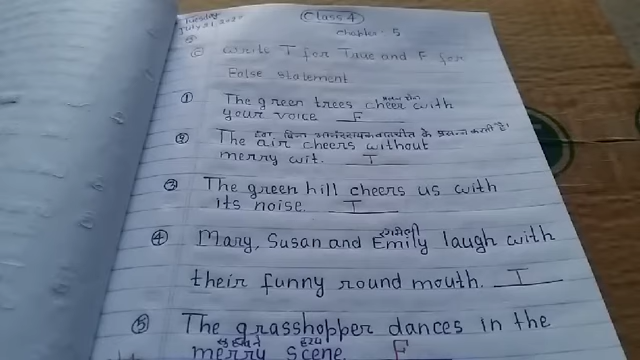 Tuesday
Class 4
Chapter: 5
C write T for True and F for
False statement
① The green trees cheer with
your voice F
② The air cheers without
merry wit. T
③ The green hill cheers us with
its noise. T
④ Mary, Susan and Emily laugh with
their funny round mouth. T
⑤ The grasshopper dances in the
merry scene. F